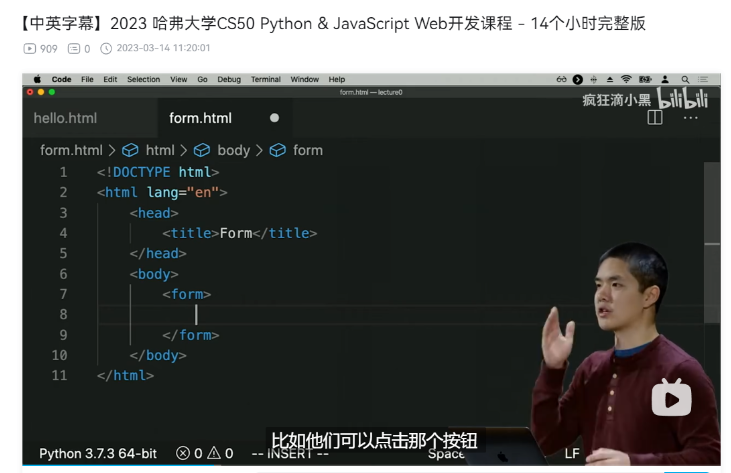 【中英字幕】2023 哈弗大学CS50 Python & JavaScript Web开发课程 - 14个小时完整版
909 0 2023-03-14 11:20:01
Code File Edit Selection View Go Debug Terminal Window Help
form.html — lecture0
疯狂滴小黑 bilibili
hello.html form.html
form.html > html > body > form
1 <!DOCTYPE html>
2 <html lang="en">
3 <head>
4 <title>Form</title>
5 </head>
6 <body>
7 <form>
8
9 </form>
10 </body>
11 </html>
比如他们可以点击那个按钮
Python 3.7.3 64-bit 0 0 -- INSERT -- Space LF